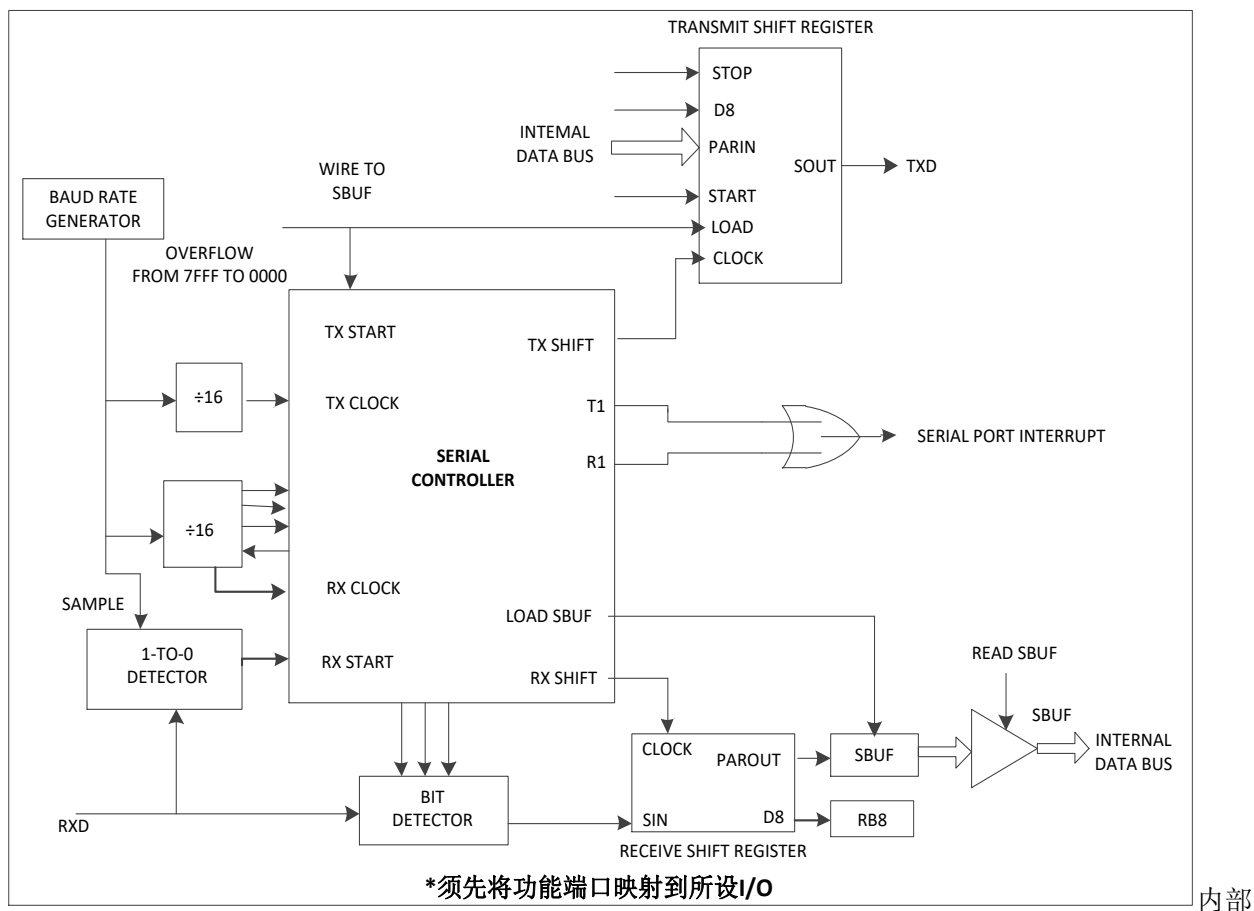 TRANSMIT SHIFT REGISTER
STOP
D8
INTEMAL
DATA BUS
PARIN
SOUT
TXD
WIRE TO
SBUF
START
BAUD RATE
GENERATOR
LOAD
OVERFLOW
FROM 7FFF TO 0000
CLOCK
TX START
TX SHIFT
÷16
TX CLOCK
T1
SERIAL PORT INTERRUPT
SERIAL
CONTROLLER
R1
÷16
RX CLOCK
SAMPLE
LOAD SBUF
1-TO-0
DETECTOR
RX START
RX SHIFT
READ SBUF
SBUF
CLOCK
PAROUT
SBUF
INTERNAL
DATA BUS
BIT
DETECTOR
RXD
SIN
D8
RB8
RECEIVE SHIFT REGISTER
*须先将功能端口映射到所设I/O
内部